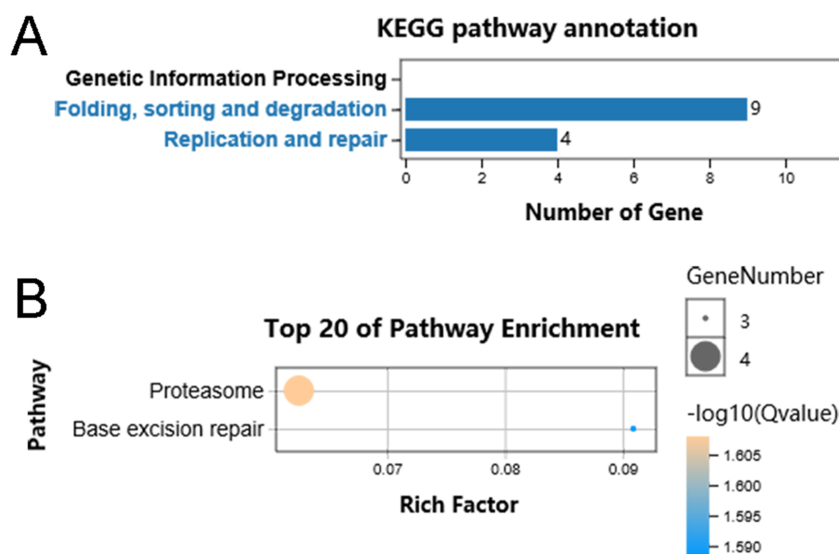 A
KEGG pathway annotation
Genetic Information Processing
Folding, sorting and degradation
9
Replication and repair
4
0 2 4 6 8 10
Number of Gene
B
Top 20 of Pathway Enrichment
Pathway
Proteasome
Base excision repair
0.07 0.08 0.09
Rich Factor
GeneNumber
3
4
-log10(Qvalue)
1.605
1.600
1.595
1.590